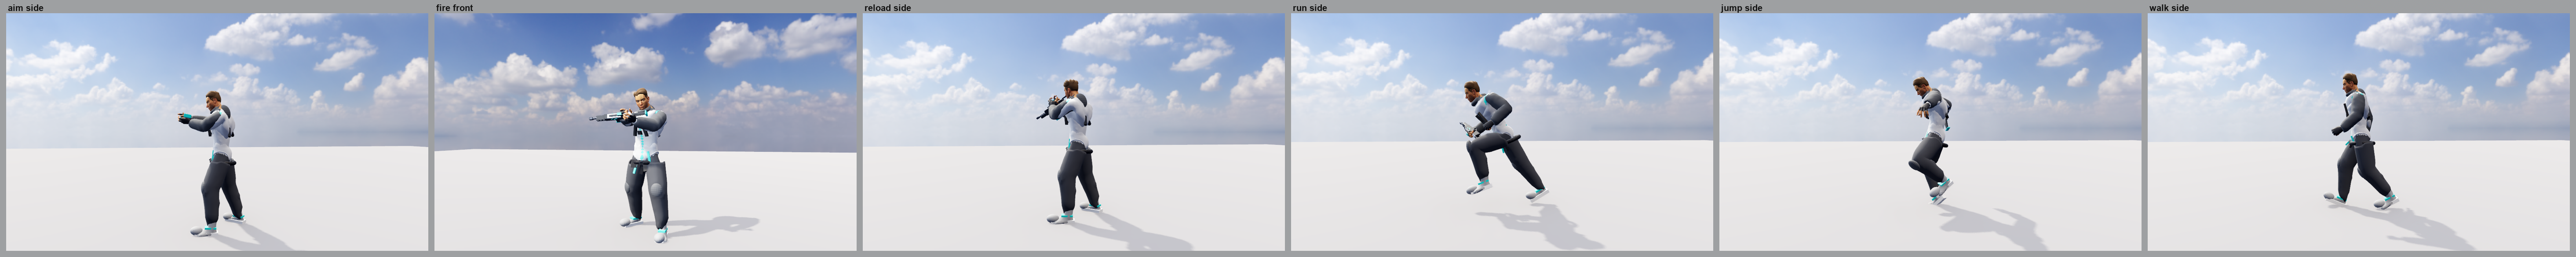 aim side
fire front
reload side
run side
jump side
walk side